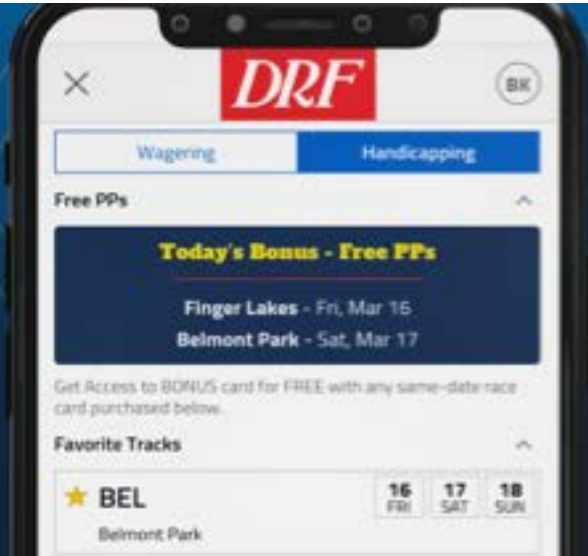 DRF
BK
Wagering Handicapping
Free PPs
Today's Bonus - Free PPs
Finger Lakes - Fri, Mar 16
Belmont Park - Sat, Mar 17
Get Access to BONUS card for FREE with any same-date race
card purchased below.
Favorite Tracks
BEL 16 17 18
FRI SAT SUN
Belmont Park